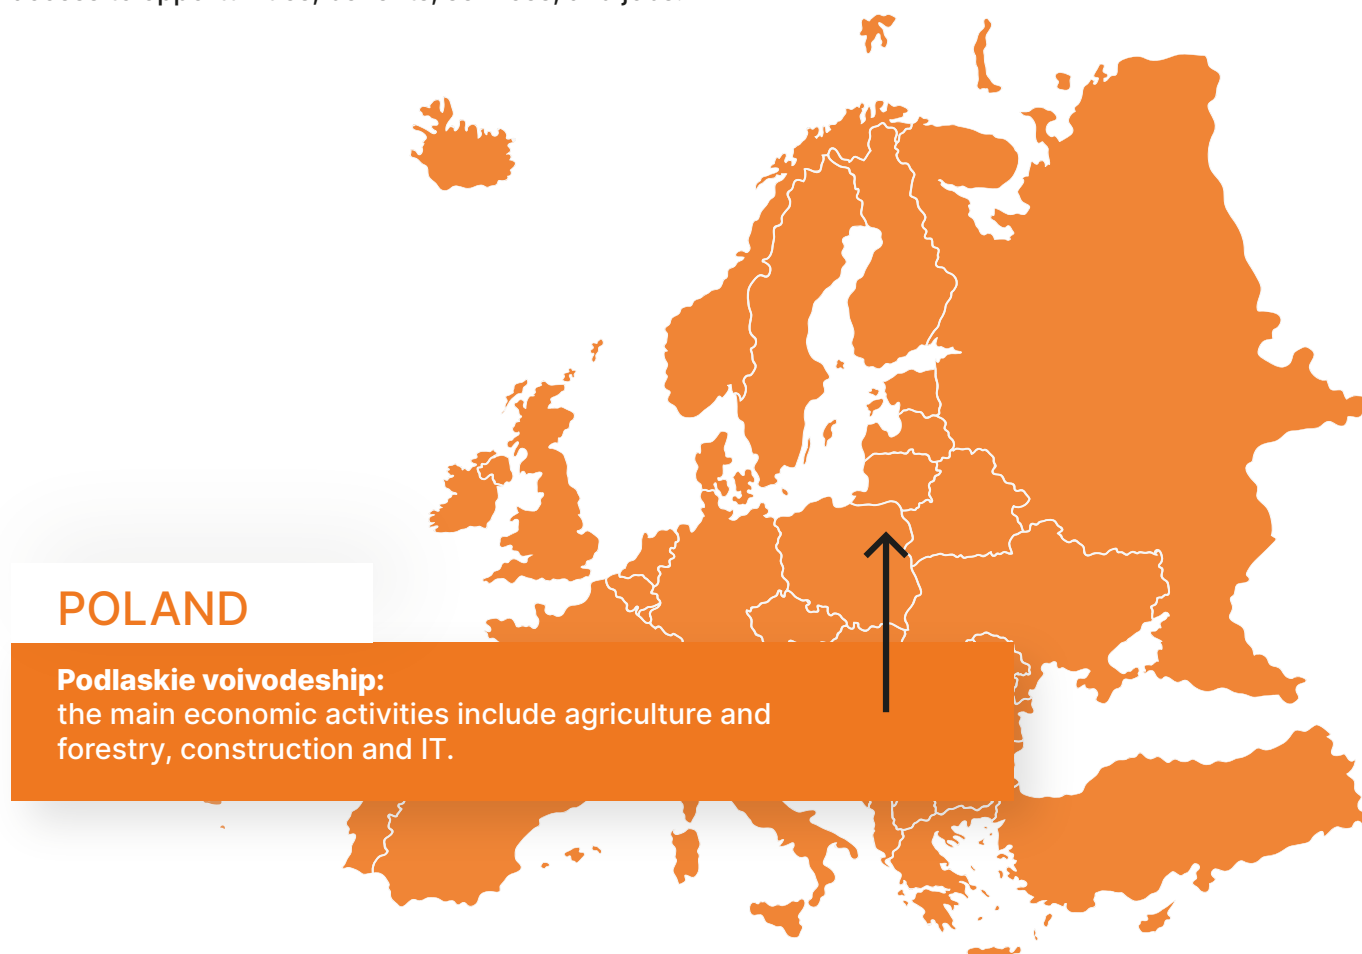 POLAND
Podlaskie voivodeship:
the main economic activities include agriculture and
forestry, construction and IT.